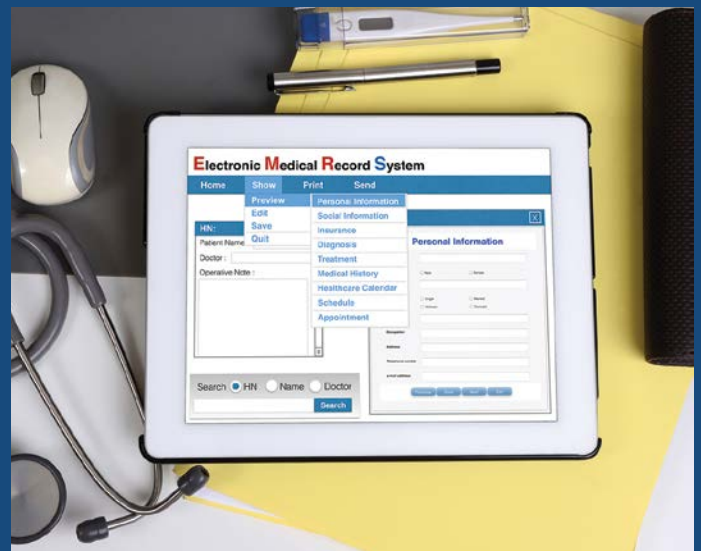 Electronic Medical Record System
Home Show Print Send
Preview
Edit
Save
Quit
Personal Information
Social Information
Insurance
Diagnosis
Treatment
Medical History
Healthcare Calendar
Schedule
Appointment
HN:
Patient Name
Doctor :
Operative Note :
Search HN Name Doctor
Search
X
Personal Information
Occupation
Address